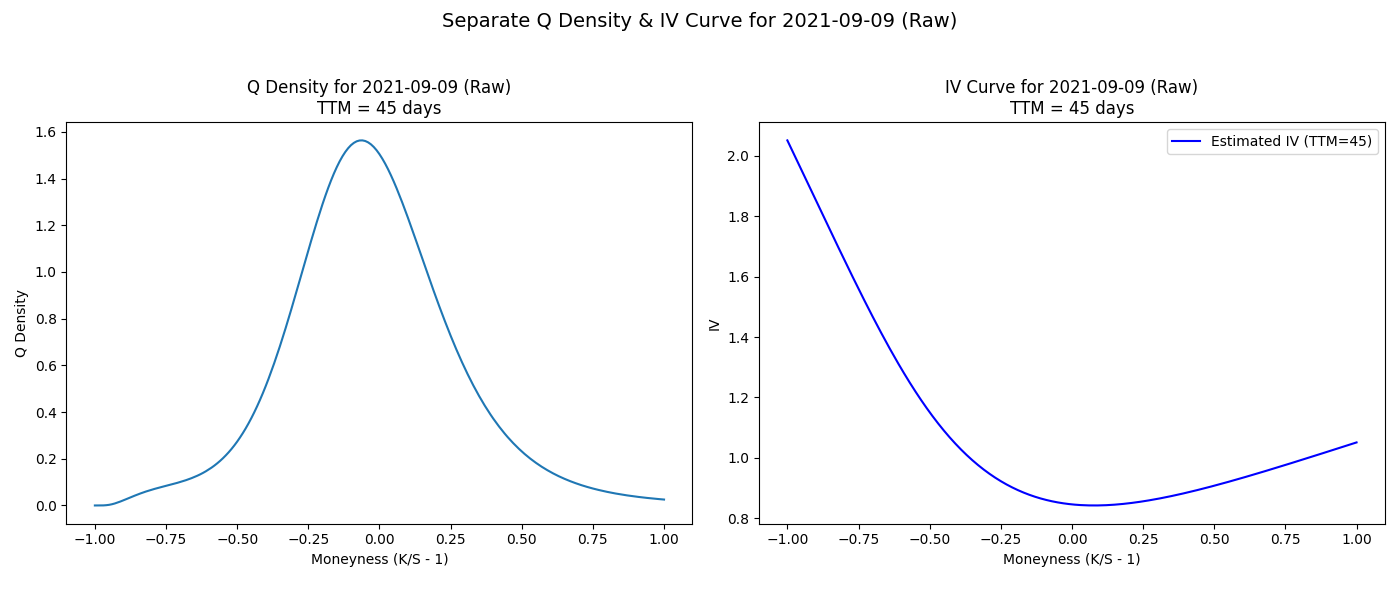 Separate Q Density & IV Curve for 2021-09-09 (Raw)
Q Density for 2021-09-09 (Raw)
TTM = 45 days
Q Density
1.6
1.4
1.2
1.0
0.8
0.6
0.4
0.2
0.0
−1.00 −0.75 −0.50 −0.25 0.00 0.25 0.50 0.75 1.00
Moneyness (K/S - 1)
IV Curve for 2021-09-09 (Raw)
TTM = 45 days
Estimated IV (TTM=45)
IV
2.0
1.8
1.6
1.4
1.2
1.0
0.8
−1.00 −0.75 −0.50 −0.25 0.00 0.25 0.50 0.75 1.00
Moneyness (K/S - 1)